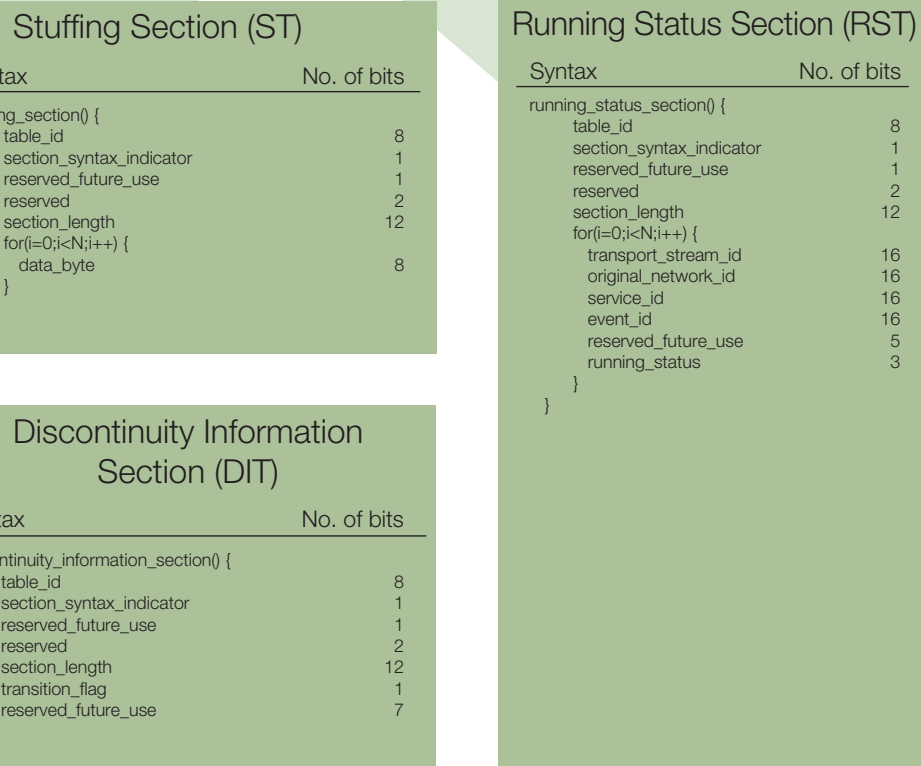 Stuffing Section (ST)
tax No. of bits
ng_section() {
table_id 8
section_syntax_indicator 1
reserved_future_use 1
reserved 2
section_length 12
for(i=0;i<N;i++) {
data_byte 8
}
Discontinuity Information
Section (DIT)
tax No. of bits
ntinuity_information_section() {
table_id 8
section_syntax_indicator 1
reserved_future_use 1
reserved 2
section_length 12
transition_flag 1
reserved_future_use 7
Running Status Section (RST)
Syntax No. of bits
running_status_section() {
table_id 8
section_syntax_indicator 1
reserved_future_use 1
reserved 2
section_length 12
for(i=0;i<N;i++) {
transport_stream_id 16
original_network_id 16
service_id 16
event_id 16
reserved_future_use 5
running_status 3
}
}